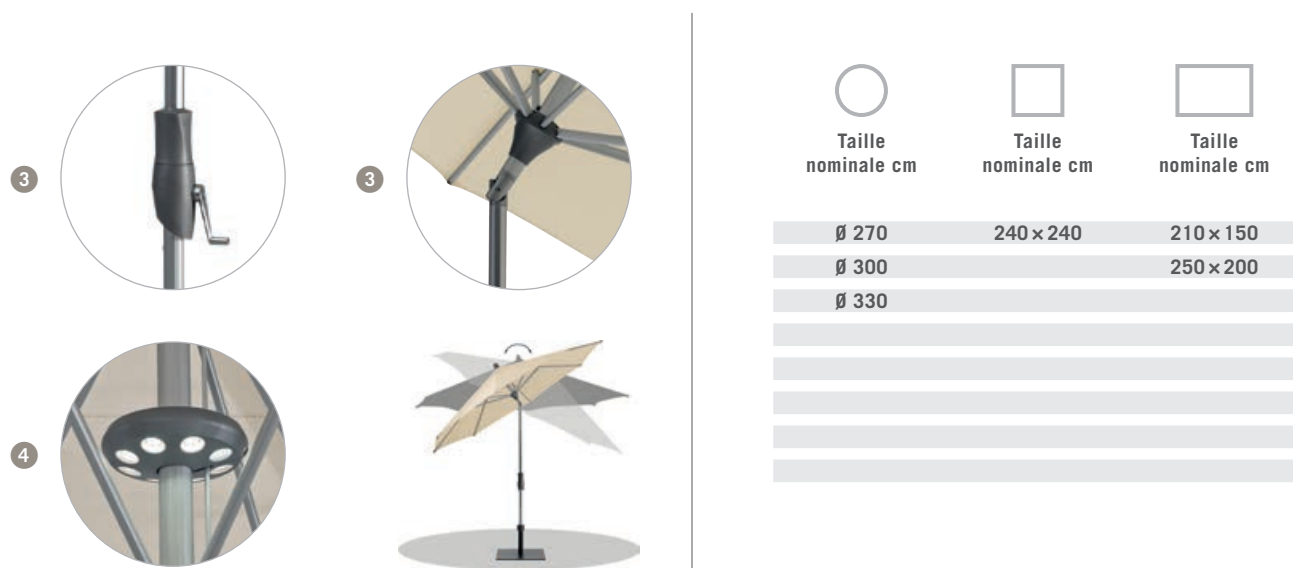 3
3
4
Taille
nominale cm
Taille
nominale cm
Taille
nominale cm
Ø 270 240 × 240 210 × 150
Ø 300 250 × 200
Ø 330